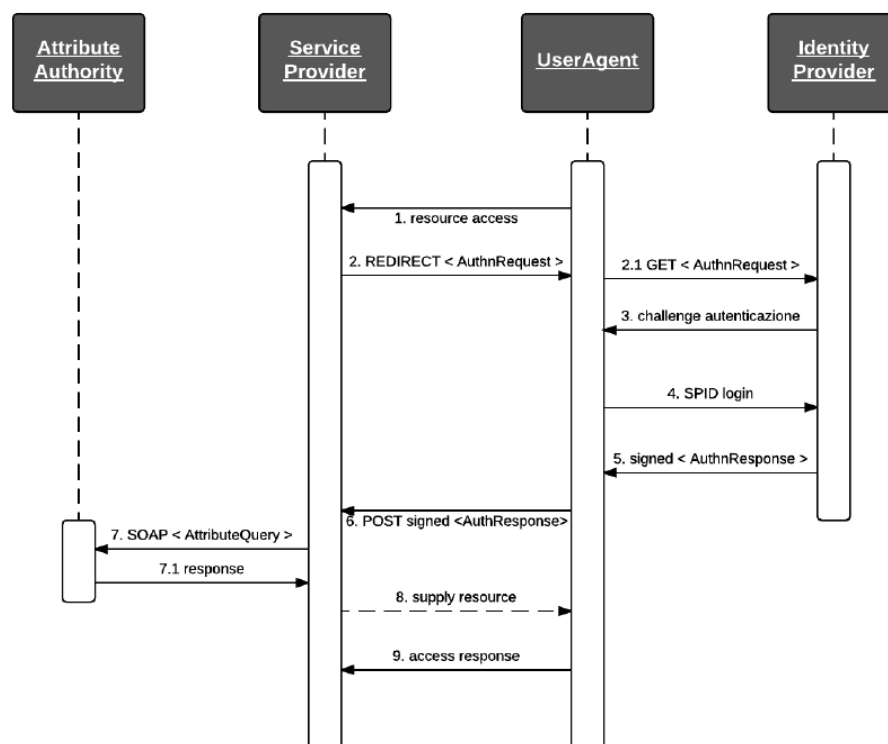 Attribute
Authority
Service
Provider
UserAgent
Identity
Provider
1. resource access
2. REDIRECT < AuthnRequest >
2.1 GET < AuthnRequest >
3. challenge autenticazione
4. SPID login
5. signed < AuthnResponse >
6. POST signed <AuthResponse>
7. SOAP < AttributeQuery >
7.1 response
8. supply resource
9. access response